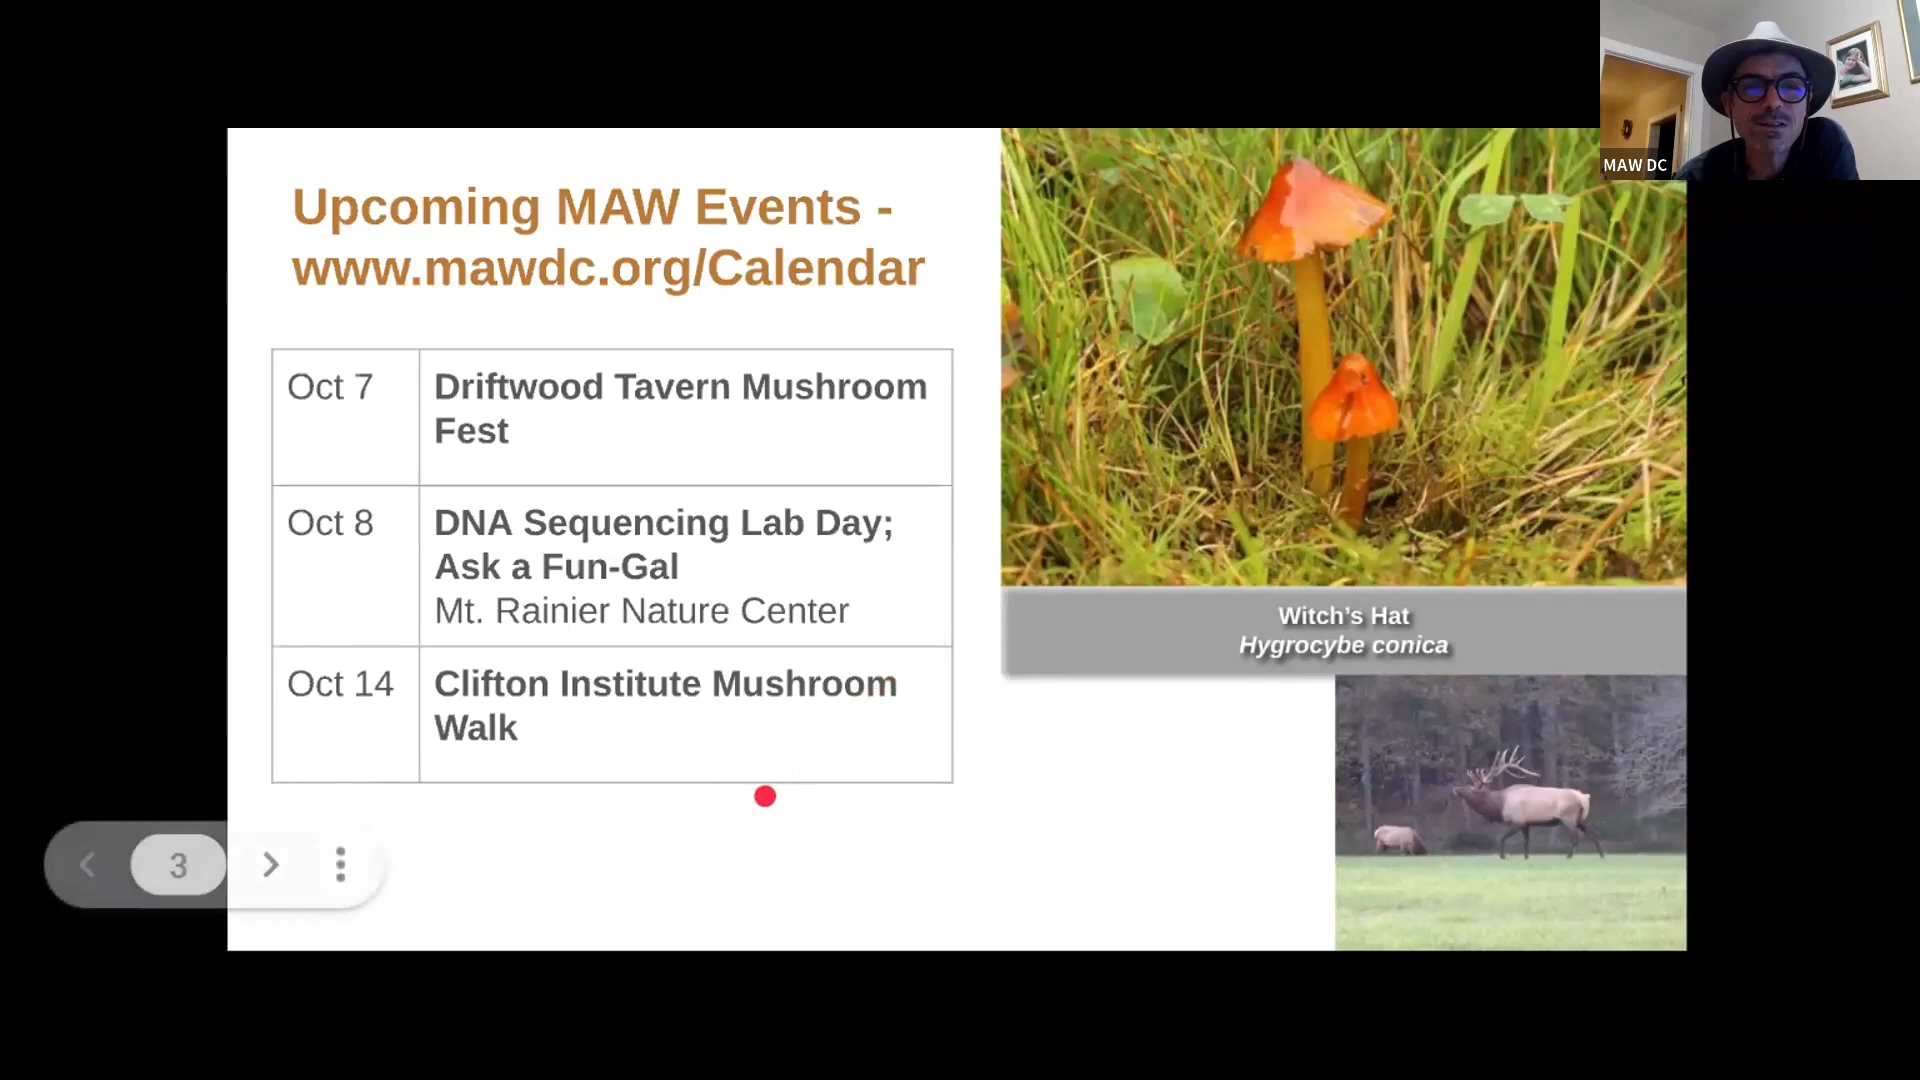 MAW DC
Upcoming MAW Events -
www.mawdc.org/Calendar
Oct 7
Driftwood Tavern Mushroom
Fest
Oct 8
DNA Sequencing Lab Day;
Ask a Fun-Gal
Mt. Rainier Nature Center
Oct 14
Clifton Institute Mushroom
Walk
Witch's Hat
Hygrocybe conica
3